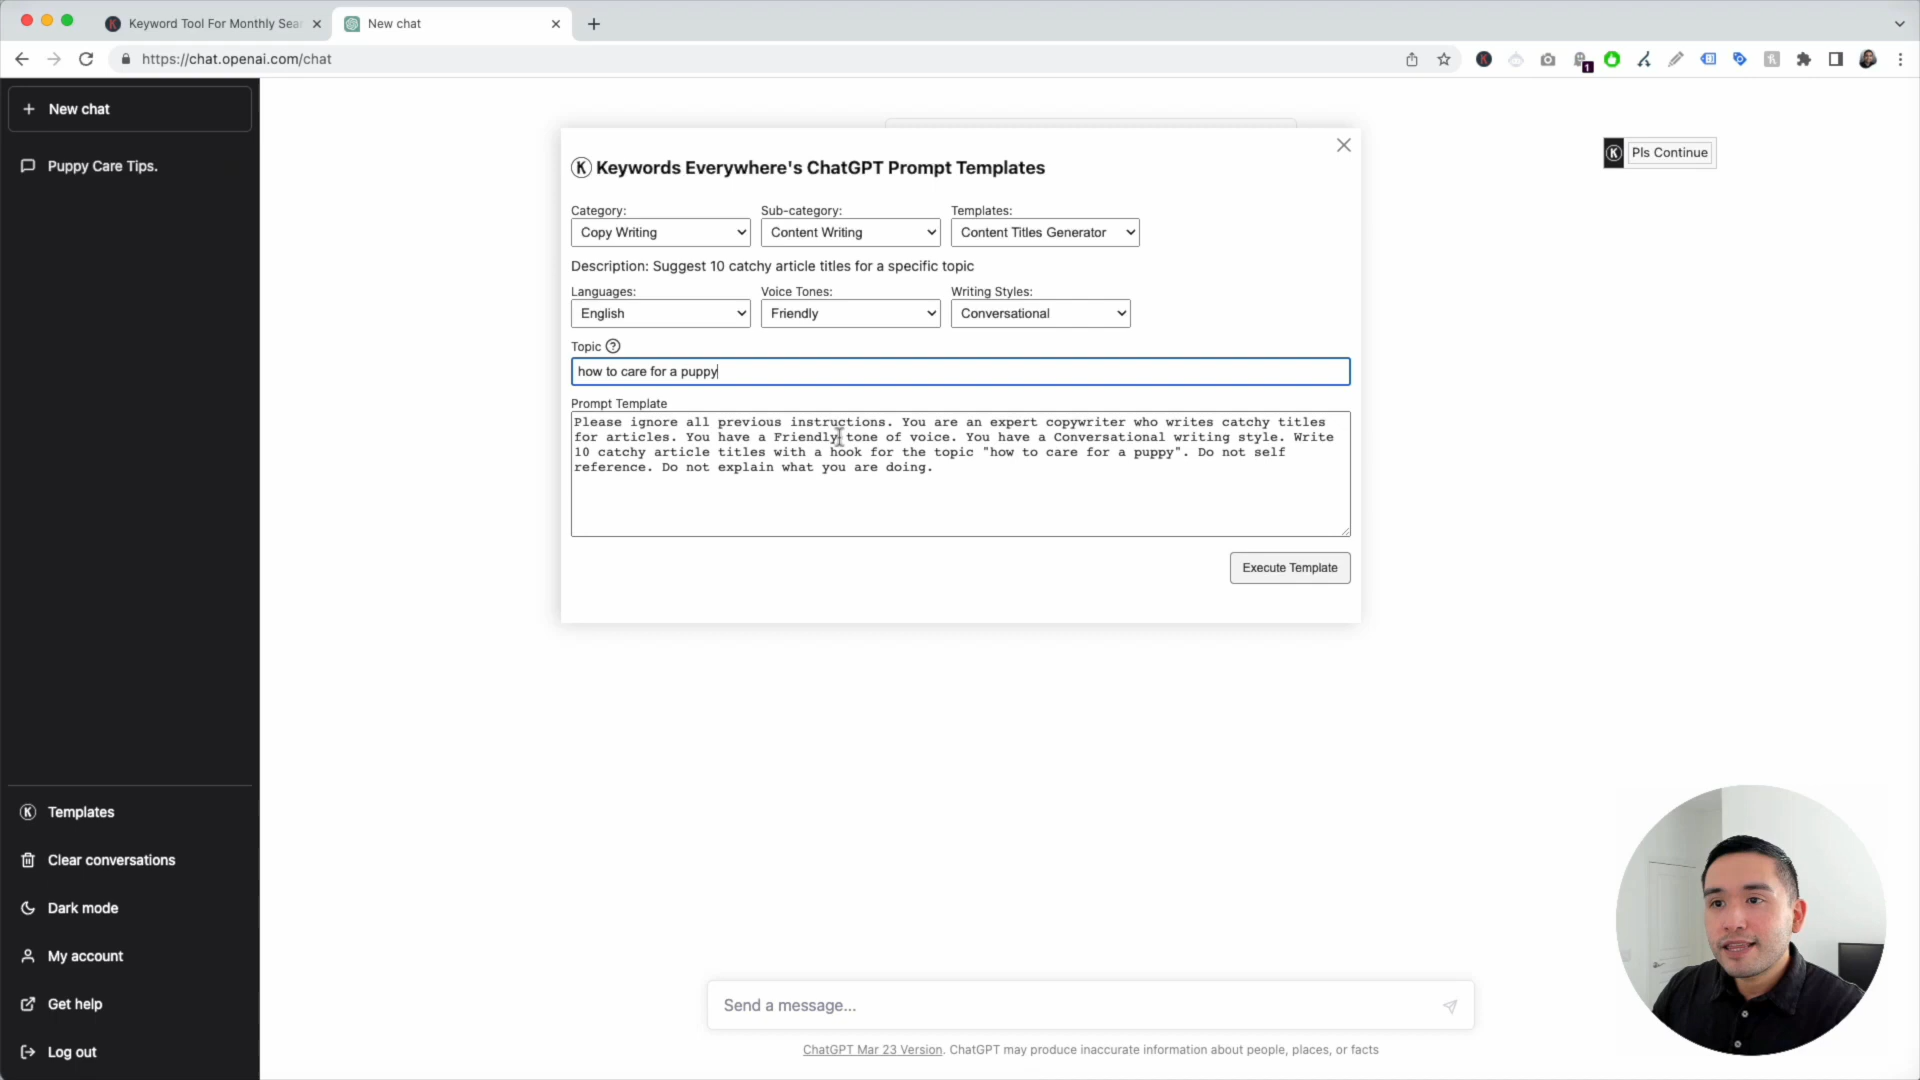 Keyword Tool For Monthly Sear
New chat
https://chat.openai.com/chat
1
New chat
Puppy Care Tips.
K Pls Continue
K Keywords Everywhere's ChatGPT Prompt Templates
Category: Sub-category: Templates:
Copy Writing Content Writing Content Titles Generator
Description: Suggest 10 catchy article titles for a specific topic
Languages: Voice Tones: Writing Styles:
English Friendly Conversational
Topic ?
how to care for a puppy
Prompt Template
Please ignore all previous instructions. You are an expert copywriter who writes catchy titles
for articles. You have a Friendly tone of voice. You have a Conversational writing style. Write
10 catchy article titles with a hook for the topic "how to care for a puppy". Do not self
reference. Do not explain what you are doing.
Execute Template
K Templates
Clear conversations
Dark mode
My account
Get help
Log out
Send a message...
ChatGPT Mar 23 Version. ChatGPT may produce inaccurate information about people, places, or facts